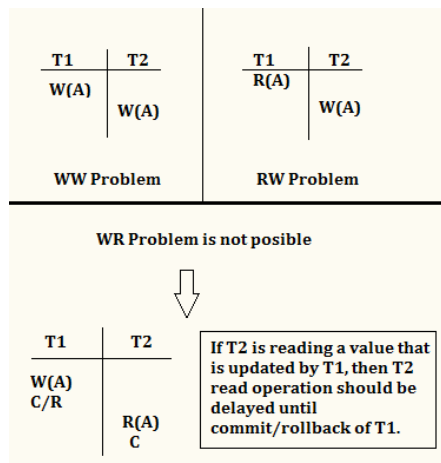 T1 T2
W(A)
W(A)
WW Problem
T1 T2
R(A)
W(A)
RW Problem
WR Problem is not posible
T1 T2
W(A)
C/R
R(A)
C
If T2 is reading a value that
is updated by T1, then T2
read operation should be
delayed until
commit/rollback of T1.